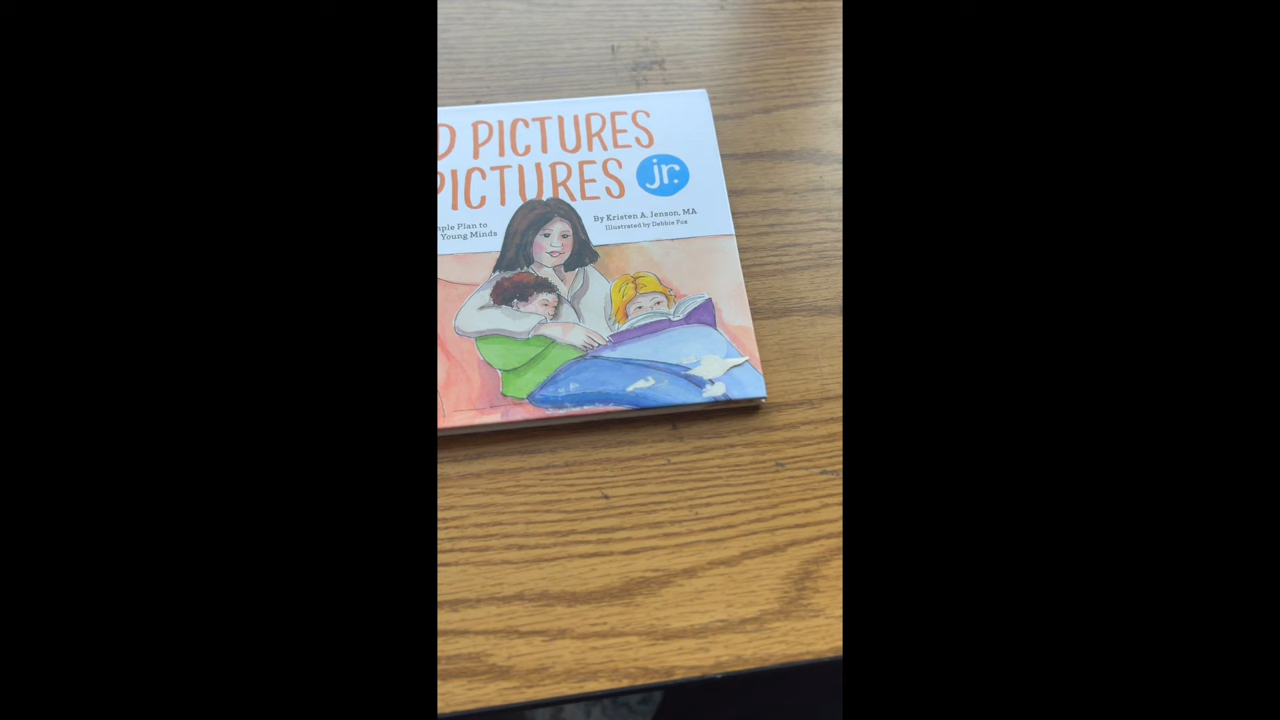 D PICTURES
PICTURES jr.
mple Plan to
Young Minds
By Kristen A. Jenson, MA
Illustrated by Debbie Fox